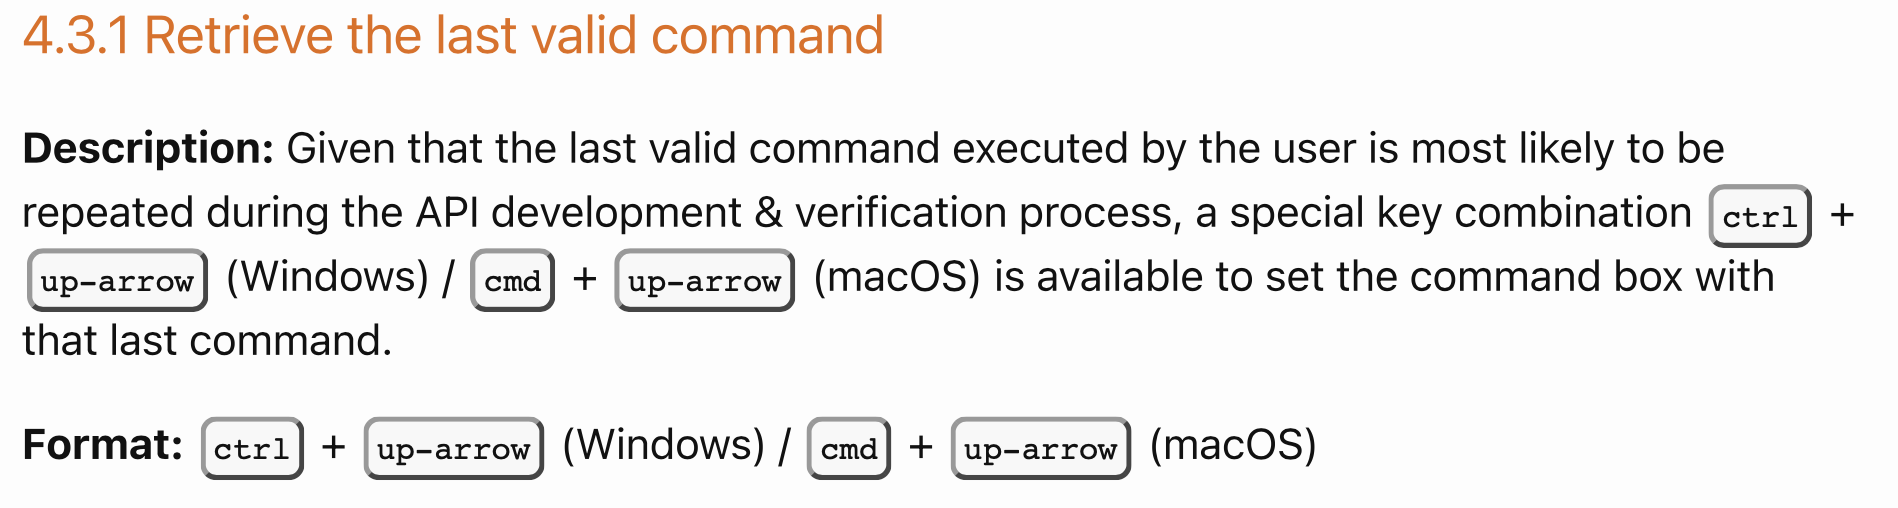 4.3.1 Retrieve the last valid command
Description: Given that the last valid command executed by the user is most likely to be
repeated during the API development & verification process, a special key combination ctrl +
up-arrow (Windows) / cmd + up-arrow (macOS) is available to set the command box with
that last command.
Format: ctrl + up-arrow (Windows) / cmd + up-arrow (macOS)